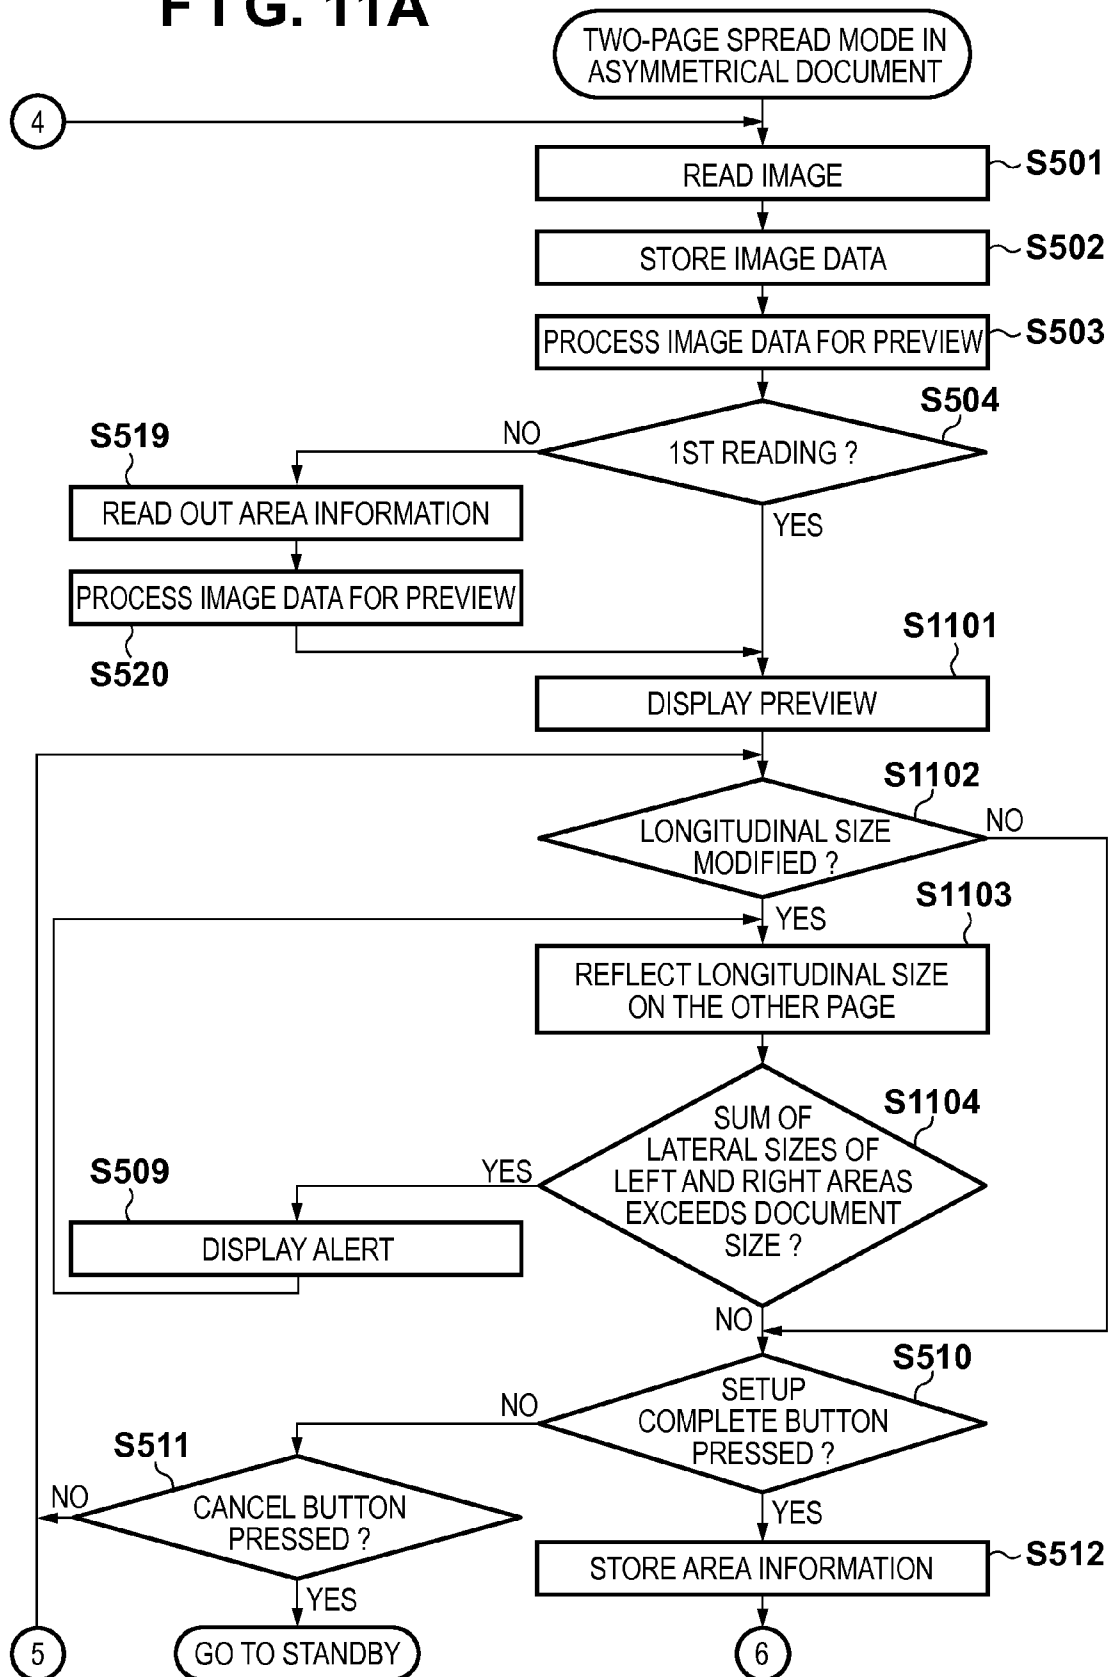 FIG. 11A
TWO-PAGE SPREAD MODE IN
ASYMMETRICAL DOCUMENT
4
READ IMAGE
S501
STORE IMAGE DATA
S502
PROCESS IMAGE DATA FOR PREVIEW
S503
S504
1ST READING ?
NO
YES
S519
READ OUT AREA INFORMATION
PROCESS IMAGE DATA FOR PREVIEW
S520
S1101
DISPLAY PREVIEW
S1102
LONGITUDINAL SIZE
MODIFIED ?
NO
YES
S1103
REFLECT LONGITUDINAL SIZE
ON THE OTHER PAGE
S1104
SUM OF
LATERAL SIZES OF
LEFT AND RIGHT AREAS
EXCEEDS DOCUMENT
SIZE ?
YES
S509
DISPLAY ALERT
NO
S510
SETUP
COMPLETE BUTTON
PRESSED ?
NO
S511
CANCEL BUTTON
PRESSED ?
NO
YES
YES
STORE AREA INFORMATION
S512
5
GO TO STANDBY
6